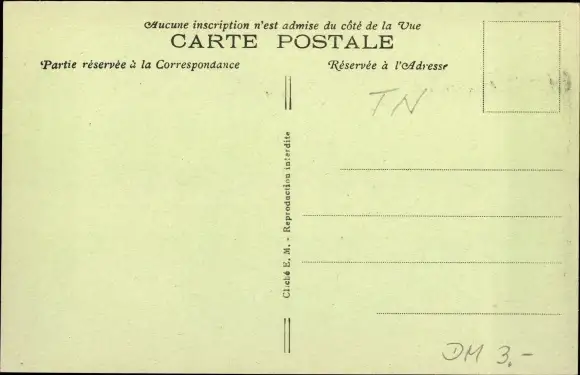 Aucune inscription n'est admise du côté de la Vue
CARTE POSTALE
Partie réservée à la Correspondance
Réservée à l'Adresse
TN
Cliché E. M. - Reproduction interdite
DM 3.-